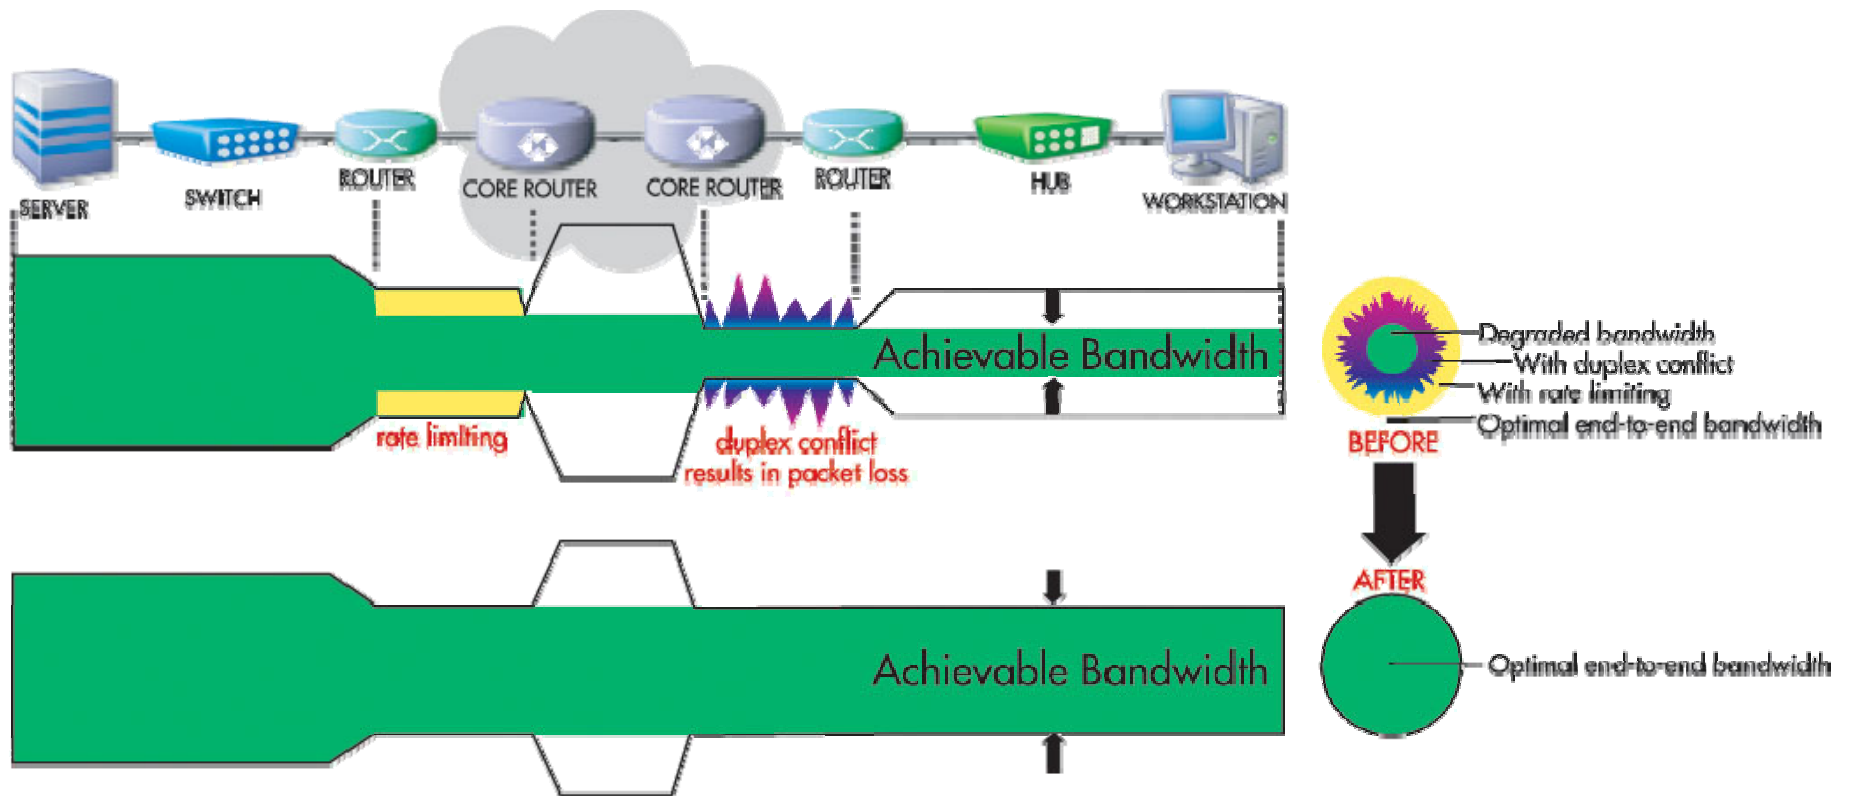 SERVER
SWITCH
ROUTER
CORE ROUTER
CORE ROUTER
ROUTER
HUB
WORKSTATION
Achievable Bandwidth
rate limiting
duplex conflict
results in packet loss
Degraded bandwidth
With duplex conflict
With rate limiting
Optimal end-to-end bandwidth
BEFORE
AFTER
Achievable Bandwidth
Optimal end-to-end bandwidth